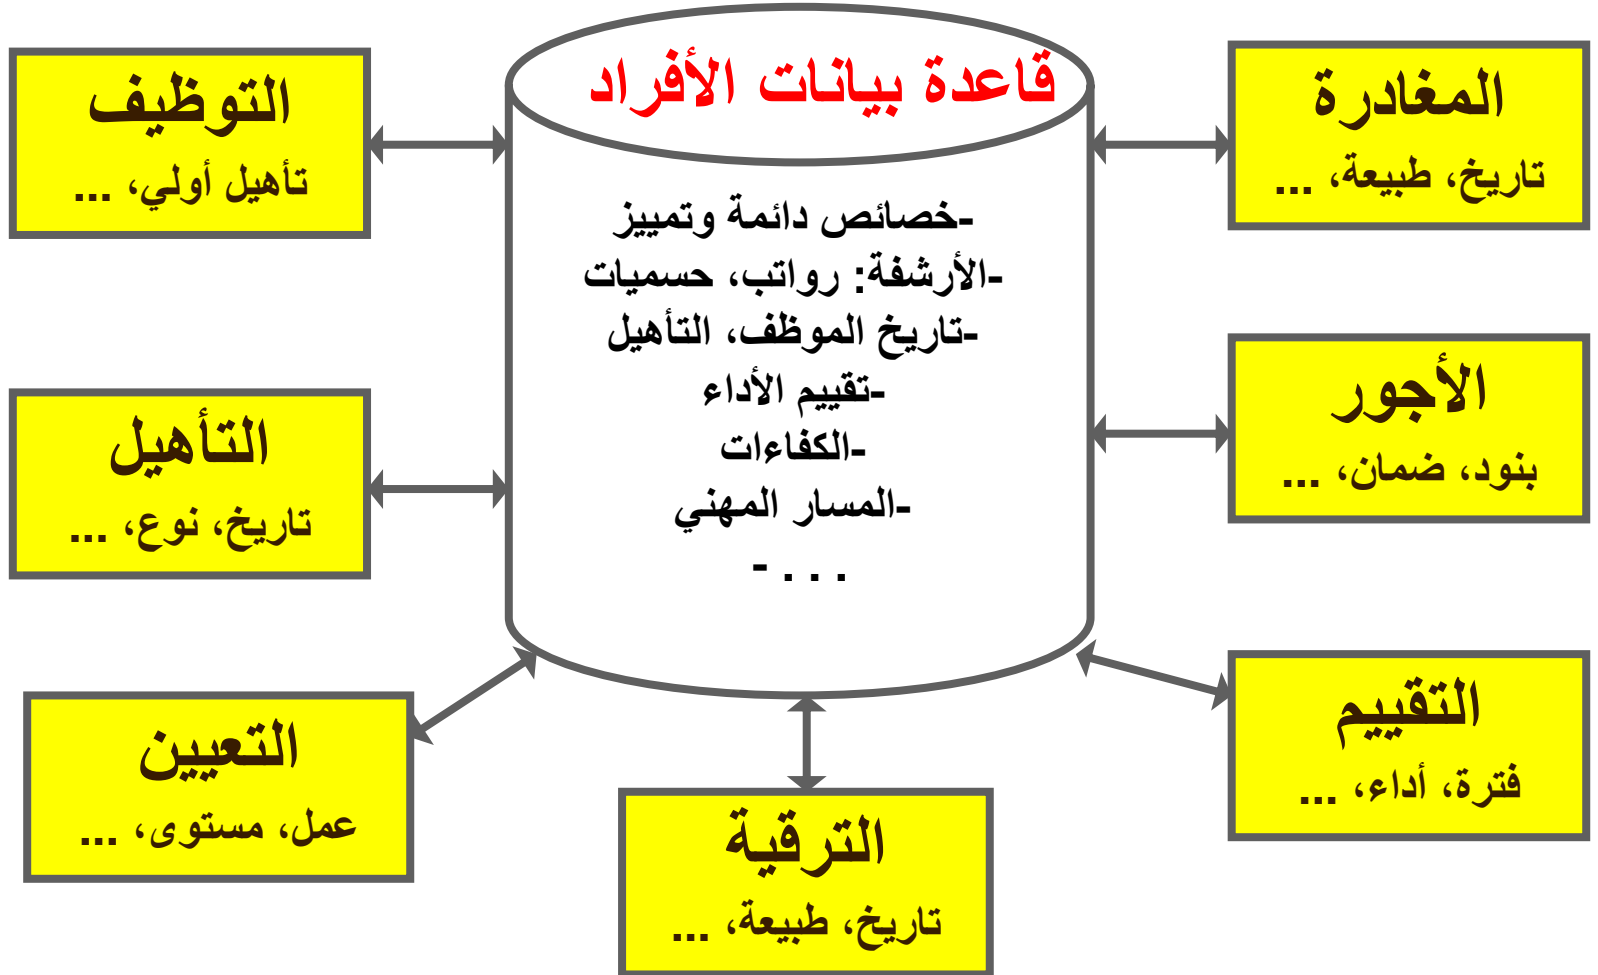 قاعدة بيانات الأفراد
-خصائص دائمة وتمييز
-الأرشفة: رواتب، حسميات
-تاريخ الموظف، التأهيل
-تقييم الأداء
-الكفاءات
-المسار المهني
- . . .
المغادرة
تاريخ، طبيعة، ...
الأجور
بنود، ضمان، ...
التقييم
فترة، أداء، ...
الترقية
تاريخ، طبيعة، ...
التوظيف
تأهيل أولي، ...
التأهيل
تاريخ، نوع، ...
التعيين
عمل، مستوى، ...